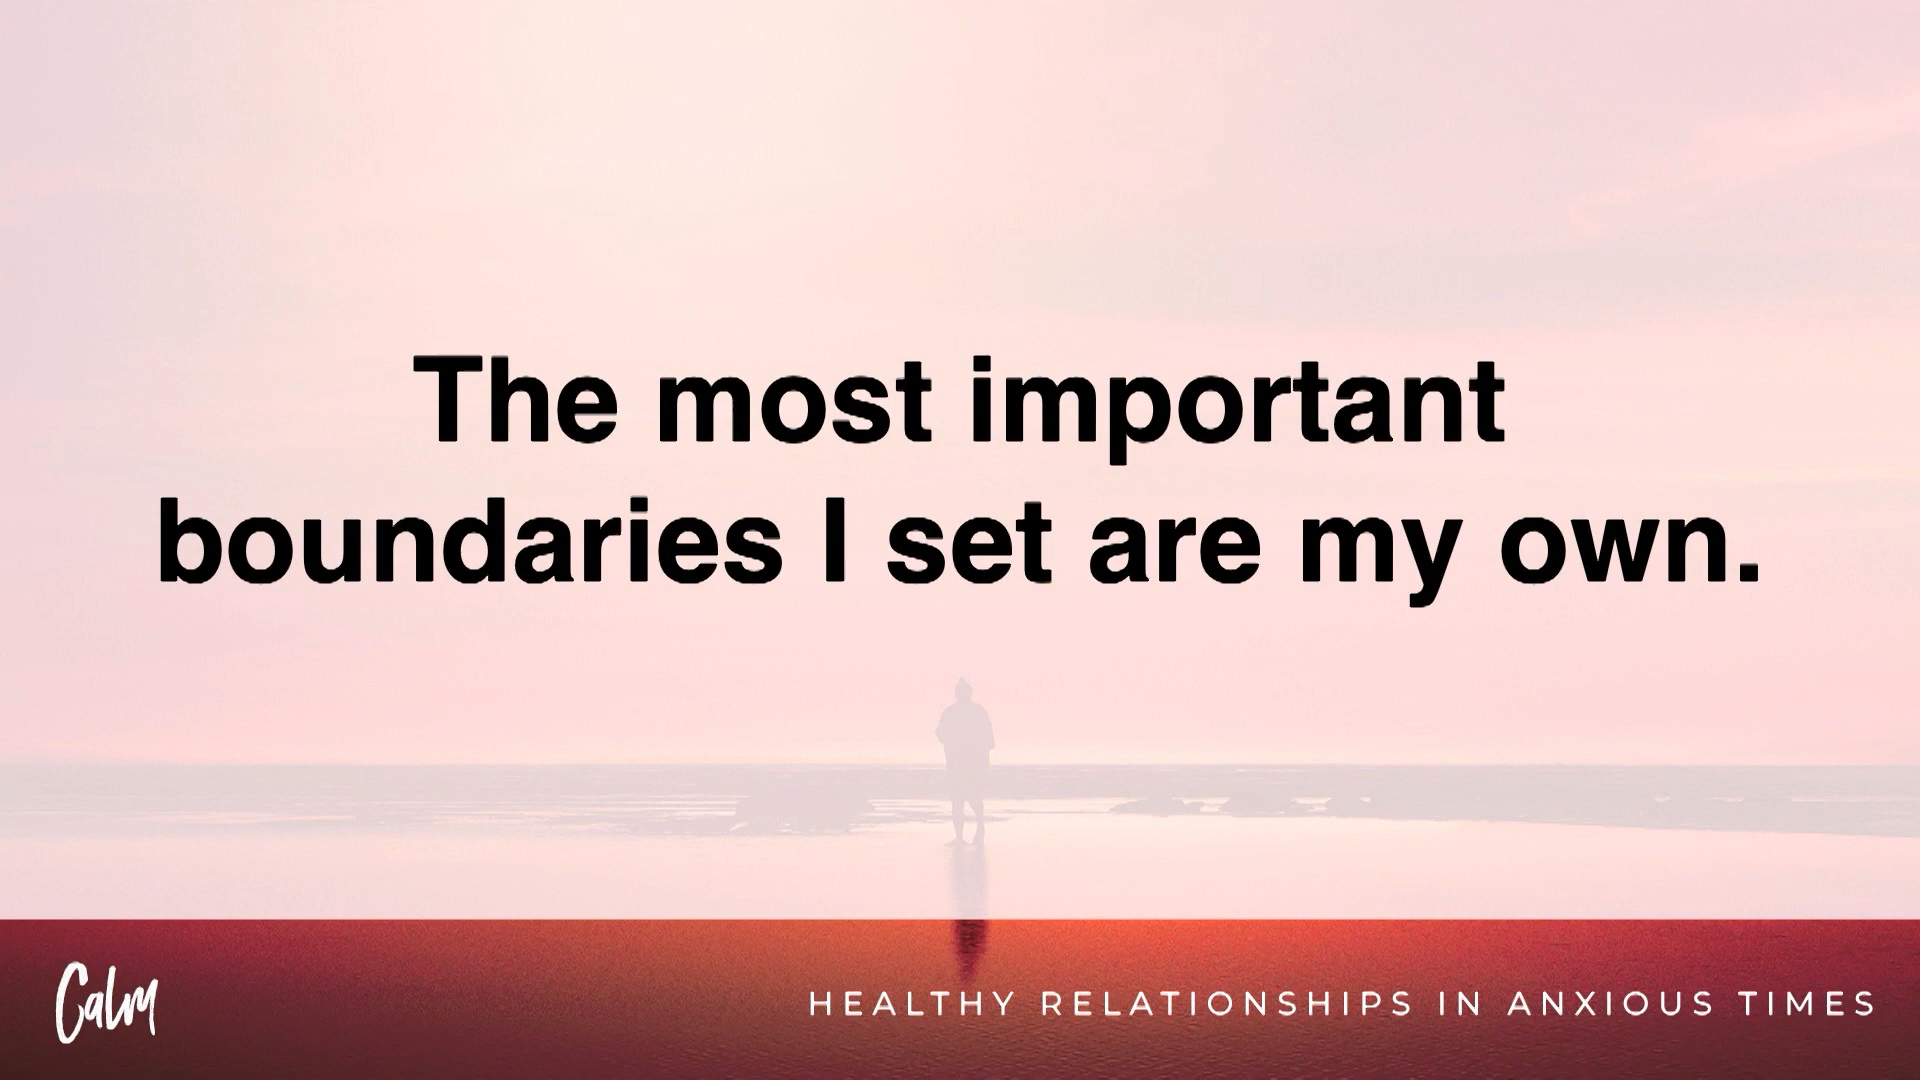 The most important
boundaries I set are my own.
Calm
HEALTHY RELATIONSHIPS IN ANXIOUS TIMES